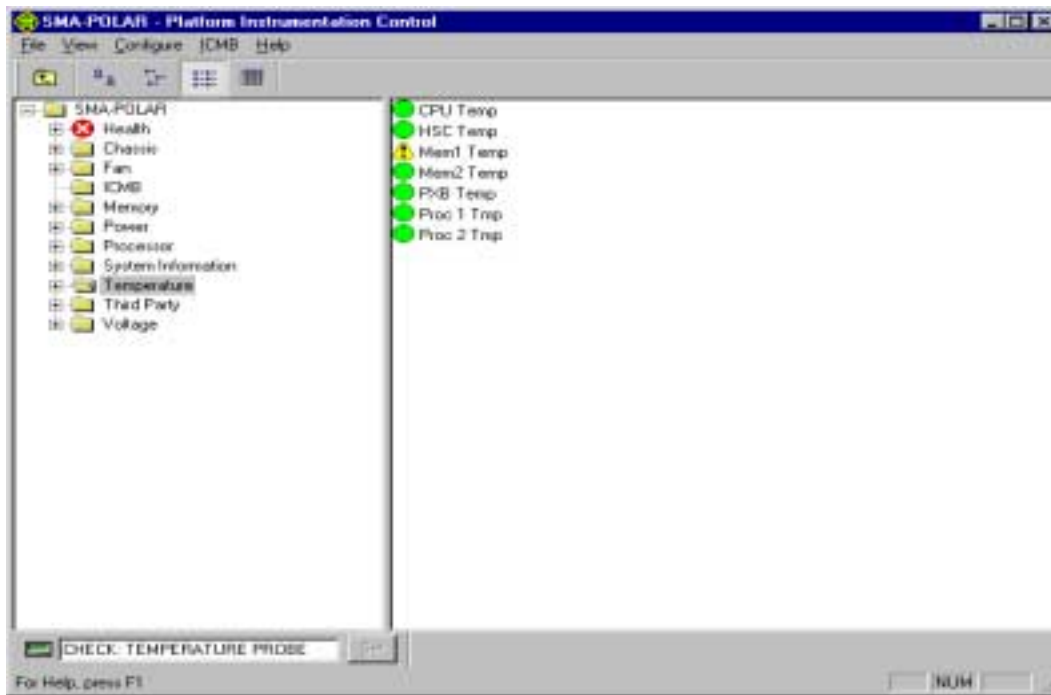 SMA-POLAR - Platform Instrumentation Control
File View Configure ICMB Help
SMA-POLAR
Health
Chassis
Fan
ICMB
Memory
Power
Processor
System Information
Temperature
Third Party
Voltage
CPU Temp
HSC Temp
Mem1 Temp
Mem2 Temp
PXB Temp
Proc 1 Tmp
Proc 2 Tmp
CHECK: TEMPERATURE PROBE
For Help, press F1
NUM